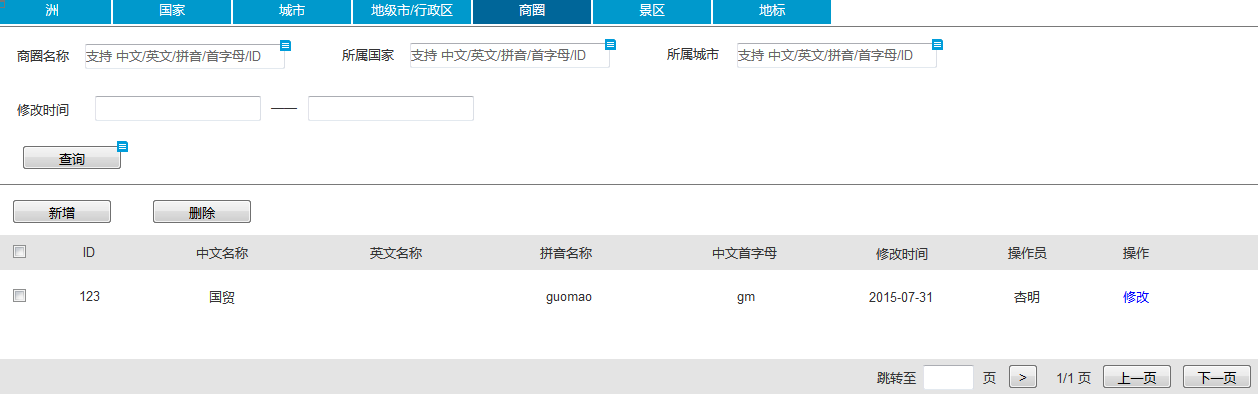 洲 国家 城市 地级市/行政区 商圈 景区 地标
商圈名称 支持 中文/英文/拼音/首字母/ID 所属国家 支持 中文/英文/拼音/首字母/ID 所属城市 支持 中文/英文/拼音/首字母/ID
修改时间 ——
查询
新增 删除
ID 中文名称 英文名称 拼音名称 中文首字母 修改时间 操作员 操作
123 国贸 guomao gm 2015-07-31 杏明 修改
跳转至 页 > 1/1 页 上一页 下一页